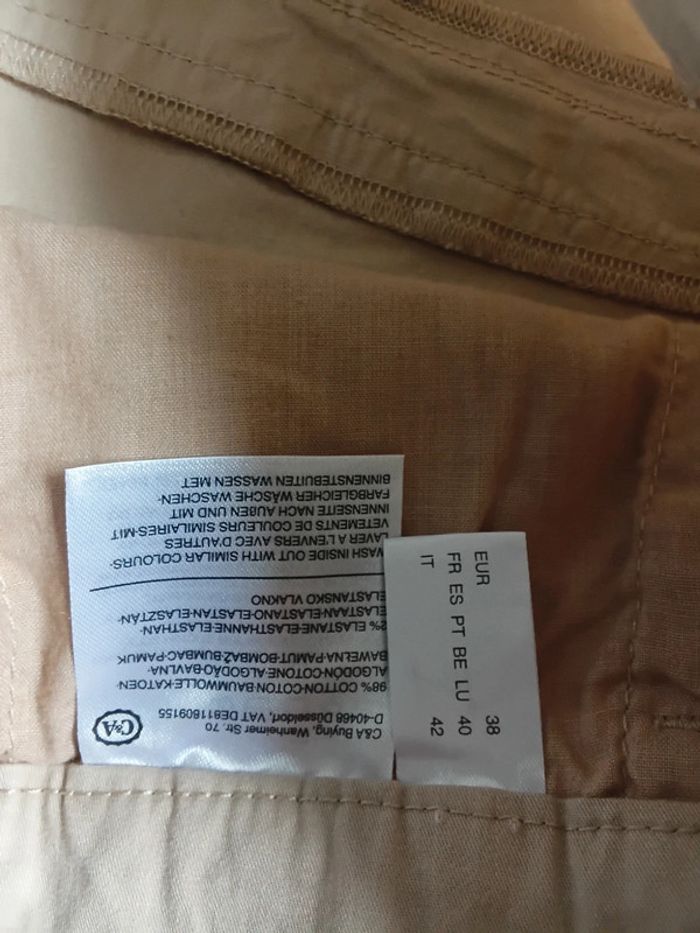 C&A
C&A Buying, Wanheimer Str. 70
D-40468 Düsseldorf, VAT DE811809155
98% COTTON-COTON-BAUMWOLLE-KATOEN-
ALGODÓN-COTONE-ALGODÃO-BAVLNA-
BAWEŁNA-PAMUT-BOMBAŽ-BUMBAC-PAMUK
2% ELASTANE-ELASTHANNE-ELASTHAN-
ELASTAAN-ELASTANO-ELASTAN-ELASZTÁN-
ELASTANSKO VLAKNO
WASH INSIDE OUT WITH SIMILAR COLOURS-
LAVER A L'ENVERS AVEC D'AUTRES
VETEMENTS DE COULEURS SIMILAIRES-MIT
INNENSEITE NACH AUßEN UND MIT
FARBGLEICHER WÄSCHE WASCHEN-
BINNENSTEBUITEN WASSEN MET
EUR 38
FR ES PT BE LU 40
IT 42